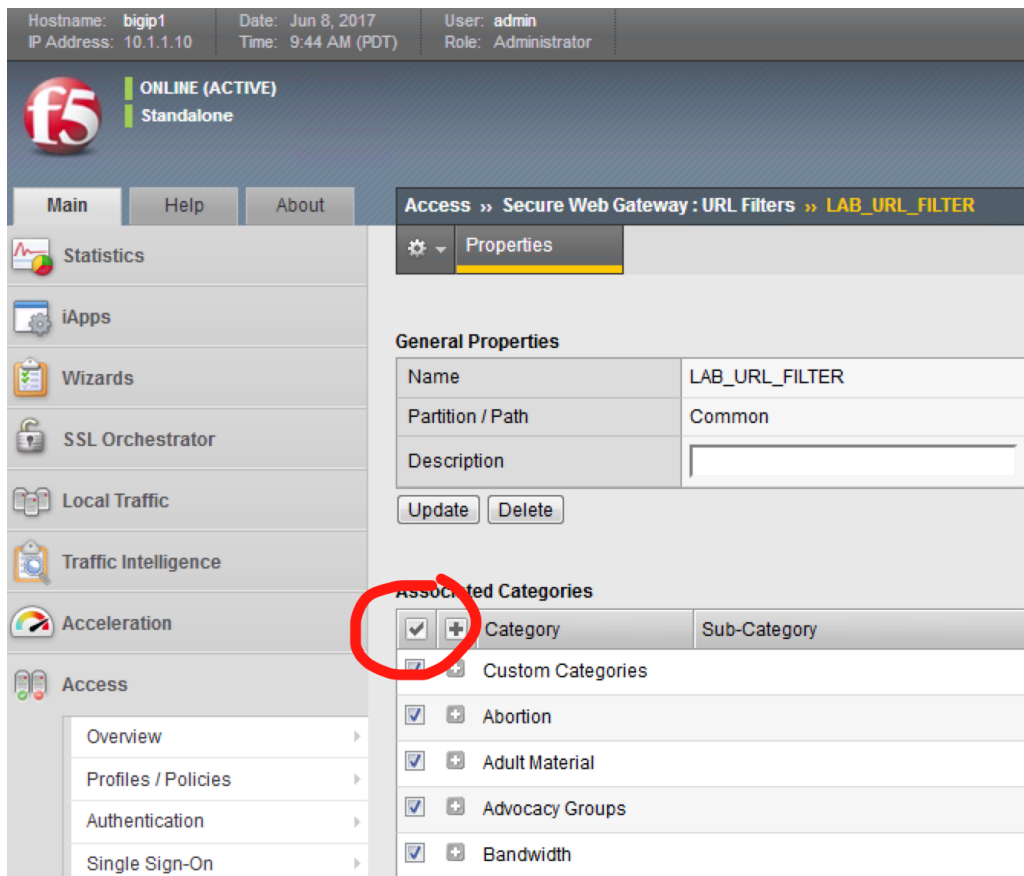 Hostname: bigip1 Date: Jun 8, 2017 User: admin
IP Address: 10.1.1.10 Time: 9:44 AM (PDT) Role: Administrator
f5
ONLINE (ACTIVE)
Standalone
Main Help About
Access » Secure Web Gateway : URL Filters » LAB_URL_FILTER
Properties
Statistics
iApps
Wizards
SSL Orchestrator
Local Traffic
Traffic Intelligence
Acceleration
Access
Overview
Profiles / Policies
Authentication
Single Sign-On
General Properties
Name LAB_URL_FILTER
Partition / Path Common
Description
Update Delete
Associated Categories
Category Sub-Category
Custom Categories
Abortion
Adult Material
Advocacy Groups
Bandwidth